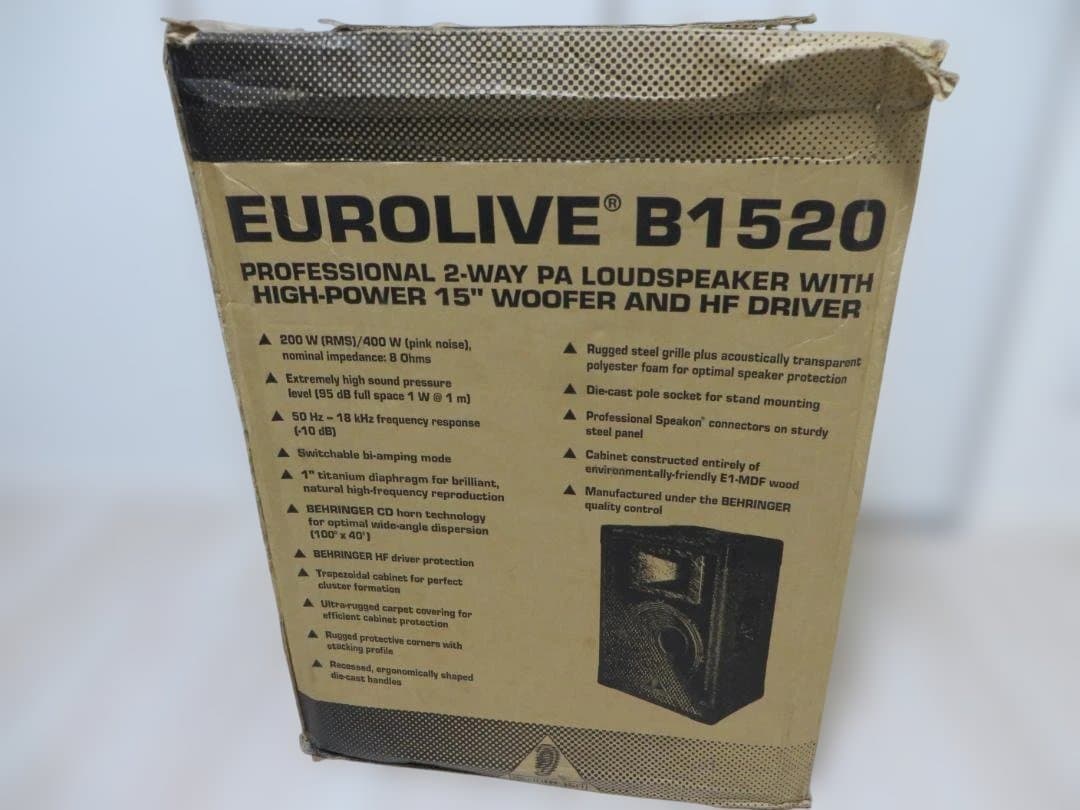 EUROLIVE® B1520
PROFESSIONAL 2-WAY PA LOUDSPEAKER WITH
HIGH-POWER 15" WOOFER AND HF DRIVER
▲ 200 W (RMS)/400 W (pink noise),
nominal impedance: 8 Ohms
▲ Extremely high sound pressure
level (95 dB full space 1 W @ 1 m)
▲ 50 Hz – 18 kHz frequency response
(-10 dB)
▲ Switchable bi-amping mode
▲ 1" titanium diaphragm for brilliant,
natural high-frequency reproduction
▲ BEHRINGER CD horn technology
for optimal wide-angle dispersion
(100° x 40°)
▲ BEHRINGER HF driver protection
▲ Trapezoidal cabinet for perfect
cluster formation
▲ Ultra-rugged carpet covering for
efficient cabinet protection
▲ Rugged protective corners with
stacking profile
▲ Recessed, ergonomically shaped
die-cast handles
▲ Rugged steel grille plus acoustically transparent
polyester foam for optimal speaker protection
▲ Die-cast pole socket for stand mounting
▲ Professional Speakon® connectors on sturdy
steel panel
▲ Cabinet constructed entirely of
environmentally-friendly E1-MDF wood
▲ Manufactured under the BEHRINGER
quality control